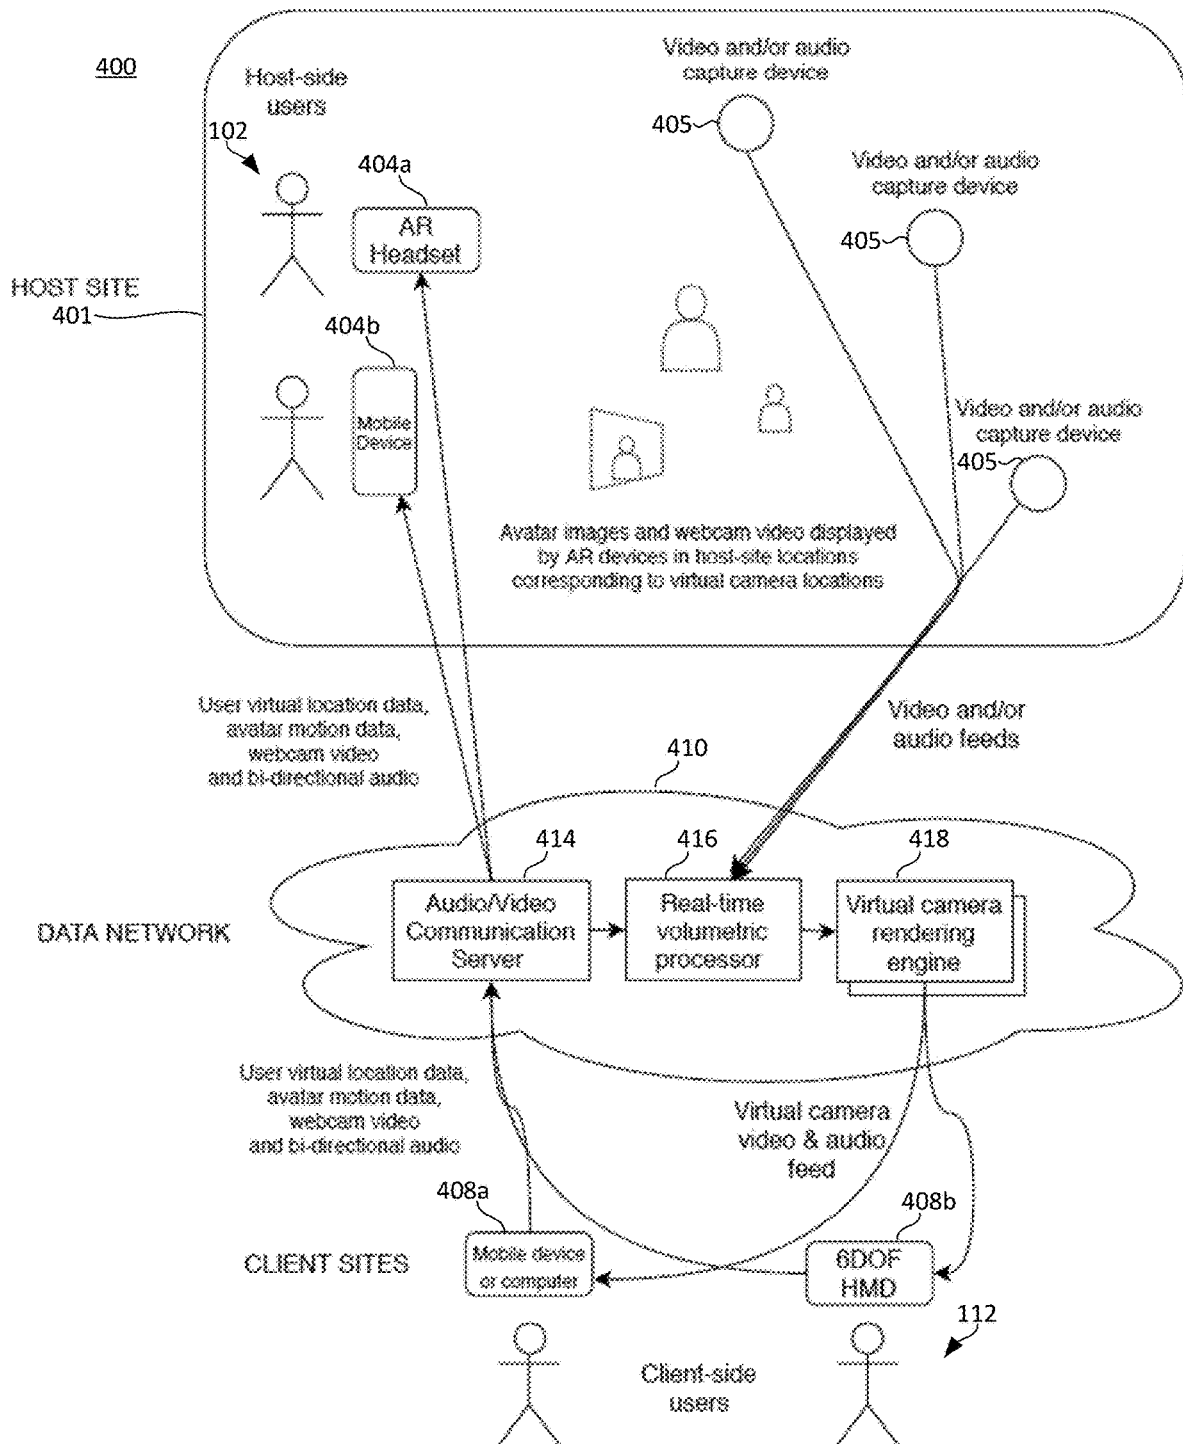 400
Host-side
users
102
404a
AR
Headset
HOST SITE
401
404b
Mobile
Device
Video and/or audio
capture device
405
Video and/or audio
capture device
405
Video and/or audio
capture device
405
Avatar images and webcam video displayed
by AR devices in host-site locations
corresponding to virtual camera locations
User virtual location data,
avatar motion data,
webcam video
and bi-directional audio
Video and/or
audio feeds
410
DATA NETWORK
414
Audio/Video
Communication
Server
416
Real-time
volumetric
processor
418
Virtual camera
rendering
engine
User virtual location data,
avatar motion data,
webcam video
and bi-directional audio
Virtual camera
video & audio
feed
CLIENT SITES
408a
Mobile device
or computer
408b
6DOF
HMD
112
Client-side
users